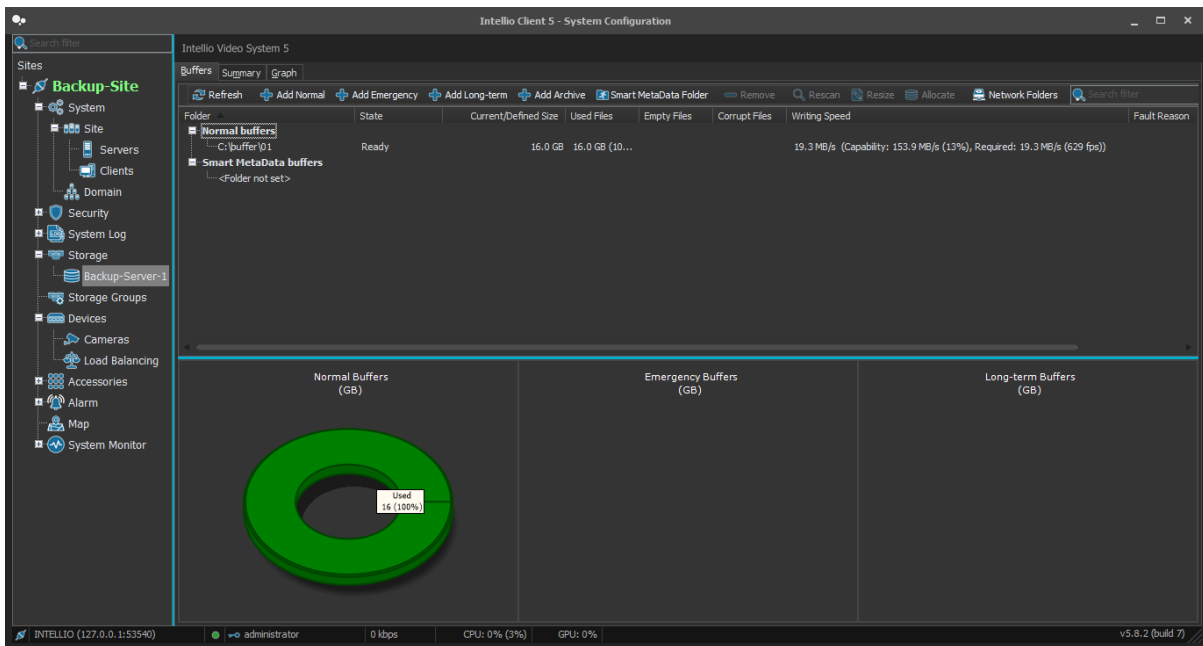 Intellio Client 5 - System Configuration
Search filter
Sites
Backup-Site
System
Site
Servers
Clients
Domain
Security
System Log
Storage
Backup-Server-1
Storage Groups
Devices
Cameras
Load Balancing
Accessories
Alarm
Map
System Monitor
Intellio Video System 5
Buffers Summary Graph
Refresh Add Normal Add Emergency Add Long-term Add Archive Smart MetaData Folder Remove Rescan Resize Allocate Network Folders Search filter
Folder State Current/Defined Size Used Files Empty Files Corrupt Files Writing Speed Fault Reason
Normal buffers
C:\buffer\01 Ready 16.0 GB 16.0 GB (10... 19.3 MB/s (Capability: 153.9 MB/s (13%), Required: 19.3 MB/s (629 fps))
Smart MetaData buffers
<Folder not set>
Normal Buffers
(GB)
Used
16 (100%)
Emergency Buffers
(GB)
Long-term Buffers
(GB)
INTELLIO (127.0.0.1:53540) administrator 0 kbps CPU: 0% (3%) GPU: 0% v5.8.2 (build 7)